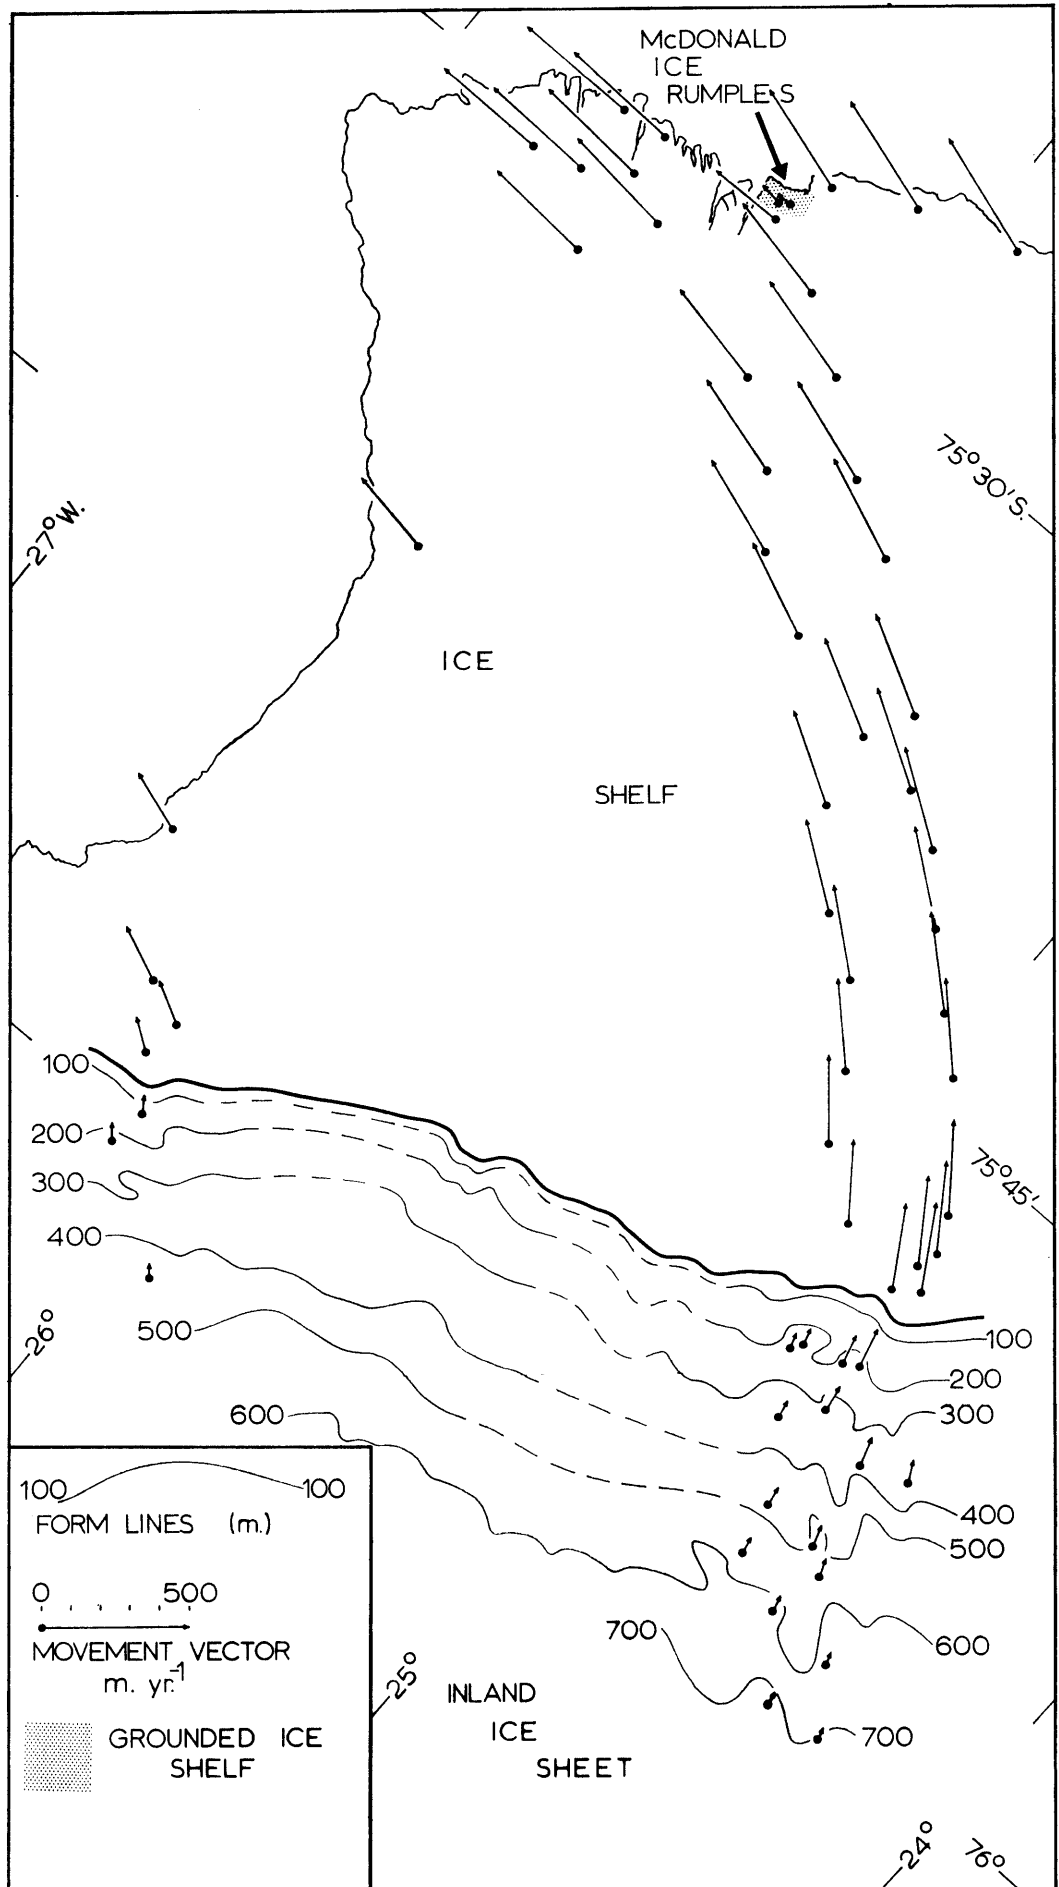 McDONALD
ICE
RUMPLES
75°30'S.
27°W.
ICE
SHELF
100
200
300
400
500
600
75°45'
26°
100
200
300
400
500
600
700
700
100 100
FORM LINES (m.)
0 500
MOVEMENT VECTOR
m. yr.⁻¹
GROUNDED ICE
SHELF
25°
INLAND
ICE
SHEET
24°
76°